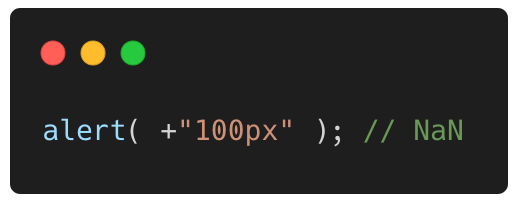 alert( +"100px" ); // NaN